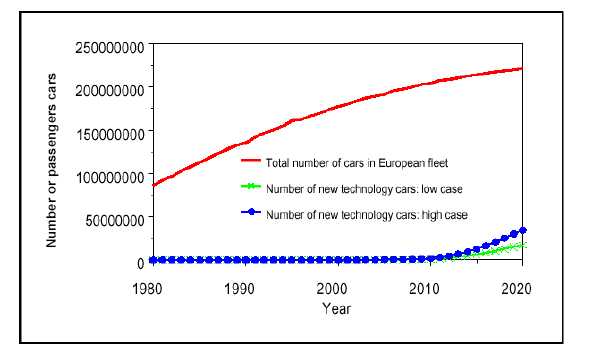 250000000
200000000
150000000
100000000
50000000
0
Number or passengers cars
Total number of cars in European fleet
Number of new technology cars: low case
Number of new technology cars: high case
1980 1990 2000 2010 2020
Year